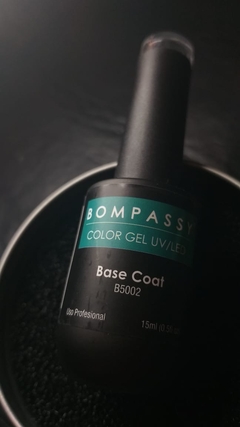 BOMPASSY
COLOR GEL UV/LED
Base Coat
B5002
Uso Profesional
15ml